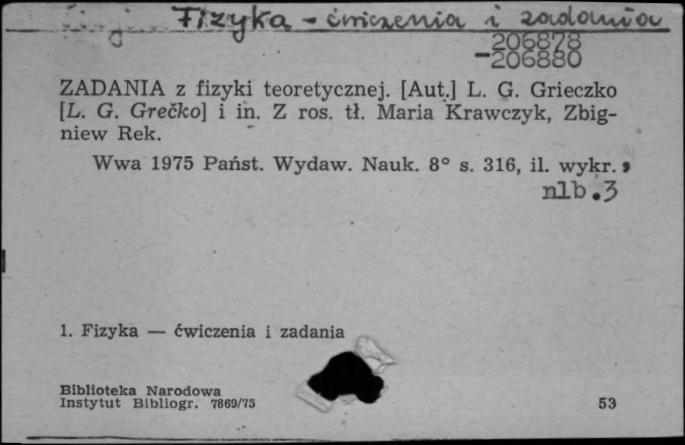 Fizyka - ćwiczenia i zadania
206878
-206880
ZADANIA z fizyki teoretycznej. [Aut.] L. G. Grieczko
[L. G. Grečko] i in. Z ros. tł. Maria Krawczyk, Zbig-
niew Rek.
Wwa 1975 Państ. Wydaw. Nauk. 8° s. 316, il. wykr. ,
nlb.3
1. Fizyka — ćwiczenia i zadania
Biblioteka Narodowa
Instytut Bibliogr. 7869/75
53